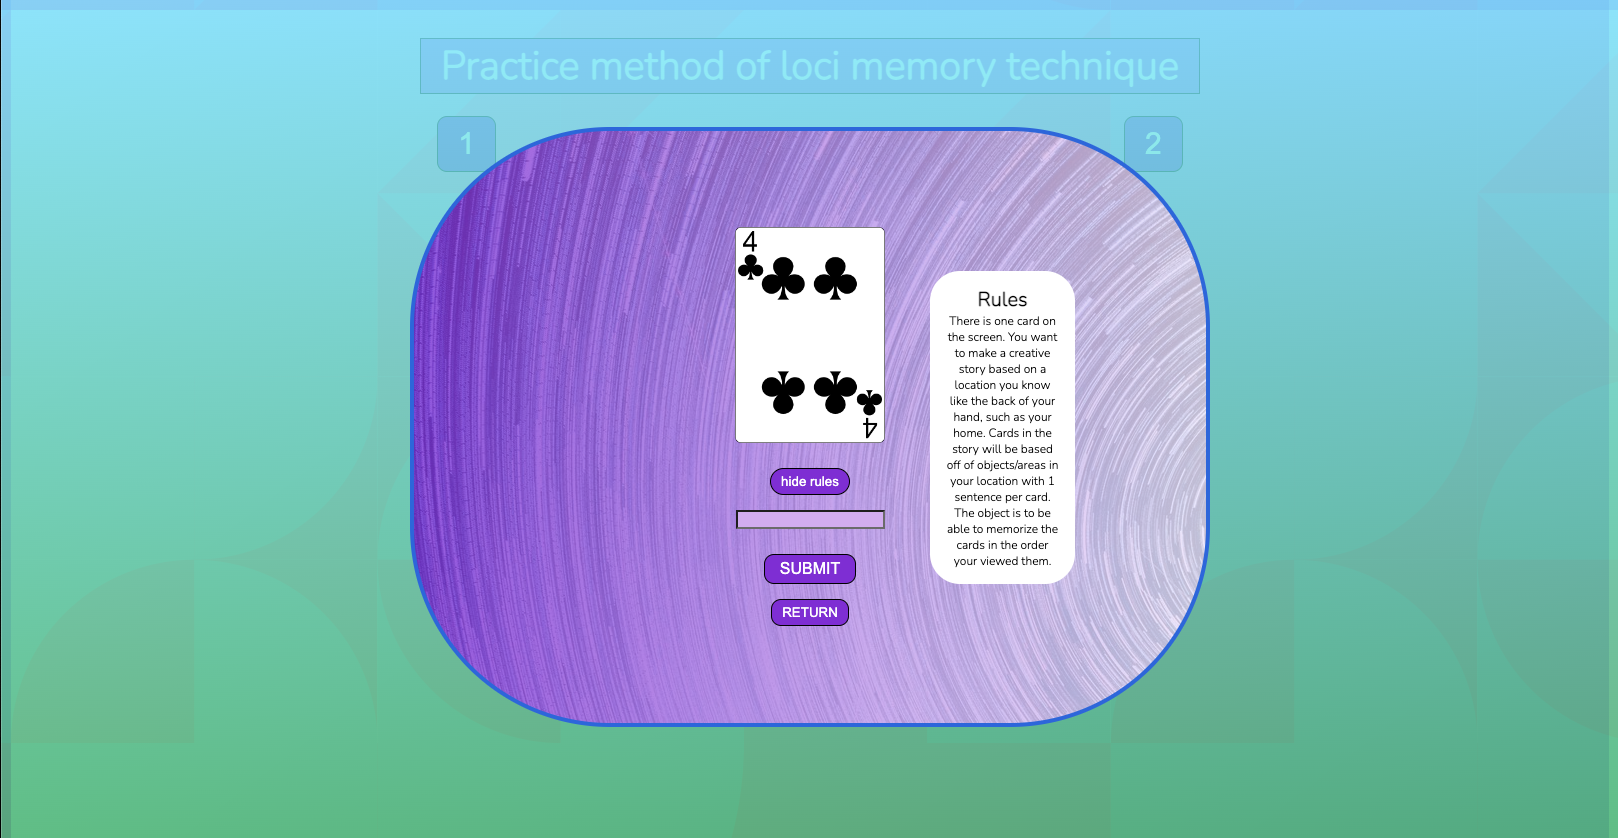 Practice method of loci memory technique
1
2
4
Rules
There is one card on
the screen. You want
to make a creative
story based on a
location you know
like the back of your
hand, such as your
home. Cards in the
story will be based
off of objects/areas in
your location with 1
sentence per card.
The object is to be
able to memorize the
cards in the order
your viewed them.
4
hide rules
SUBMIT
RETURN